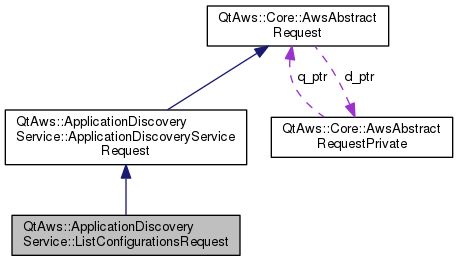 QtAws::Core::AwsAbstract
Request
q_ptr
d_ptr
QtAws::ApplicationDiscovery
Service::ApplicationDiscoveryService
Request
QtAws::Core::AwsAbstract
RequestPrivate
QtAws::ApplicationDiscovery
Service::ListConfigurationsRequest